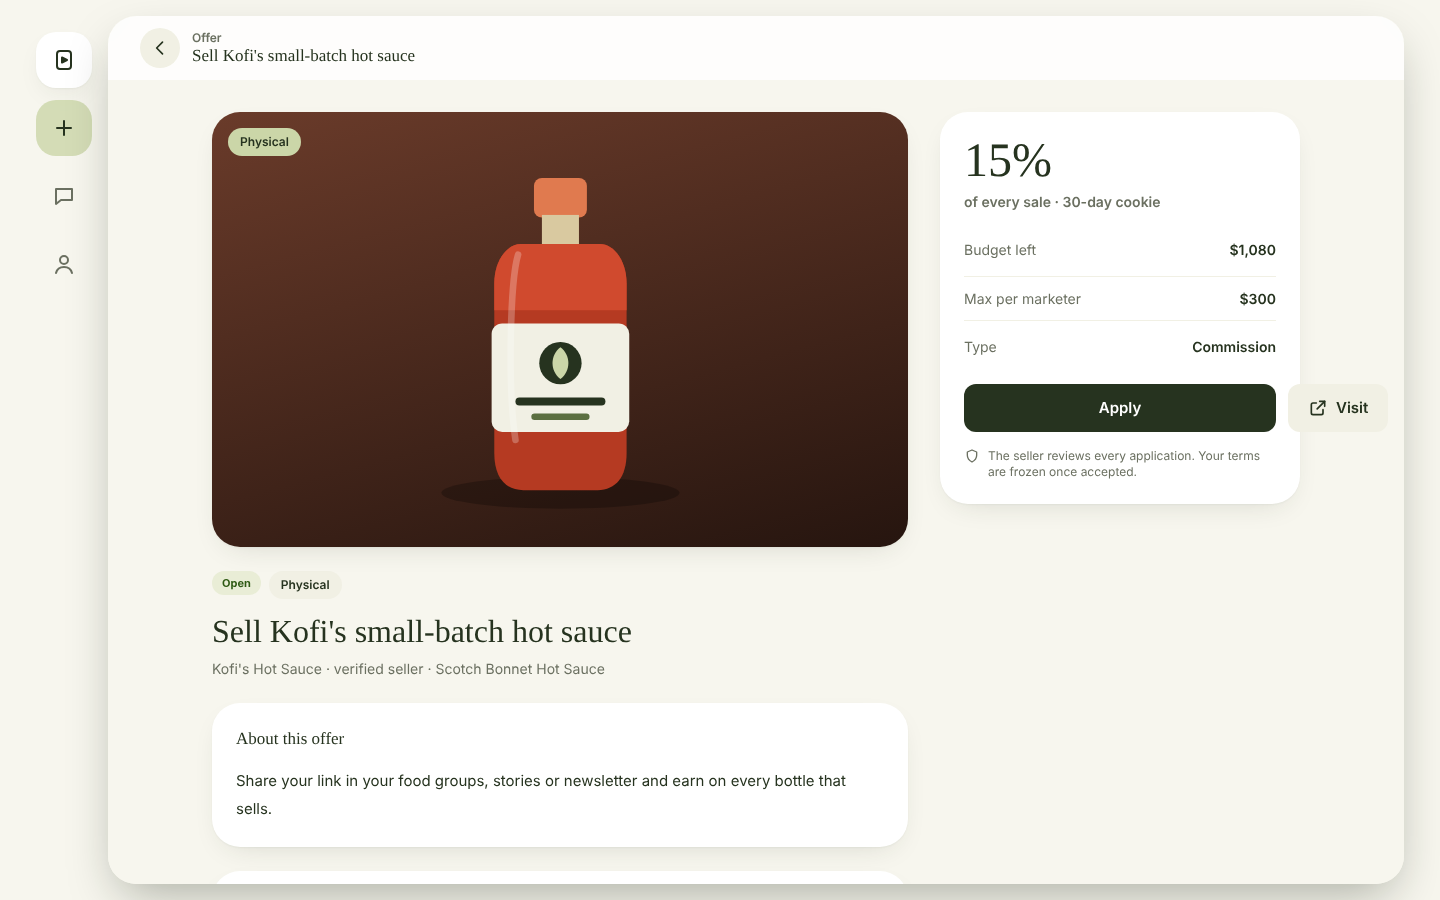 Offer
Sell Kofi's small-batch hot sauce
Physical
15%
of every sale · 30-day cookie
Budget left $1,080
Max per marketer $300
Type Commission
Apply
Visit
The seller reviews every application. Your terms
are frozen once accepted.
Open Physical
Sell Kofi's small-batch hot sauce
Kofi's Hot Sauce · verified seller · Scotch Bonnet Hot Sauce
About this offer
Share your link in your food groups, stories or newsletter and earn on every bottle that
sells.